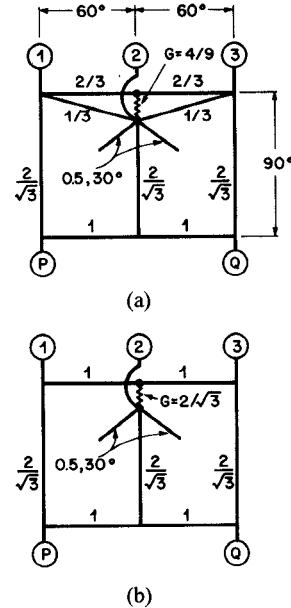 60° 60°
1 2 3
G=4/9
2/3 2/3
1/3 1/3
0.5, 30°
90°
2/√3 2/√3 2/√3
1 1
P Q
(a)
1 2 3
1 1
G=2/√3
0.5, 30°
2/√3 2/√3 2/√3
1 1
P Q
(b)